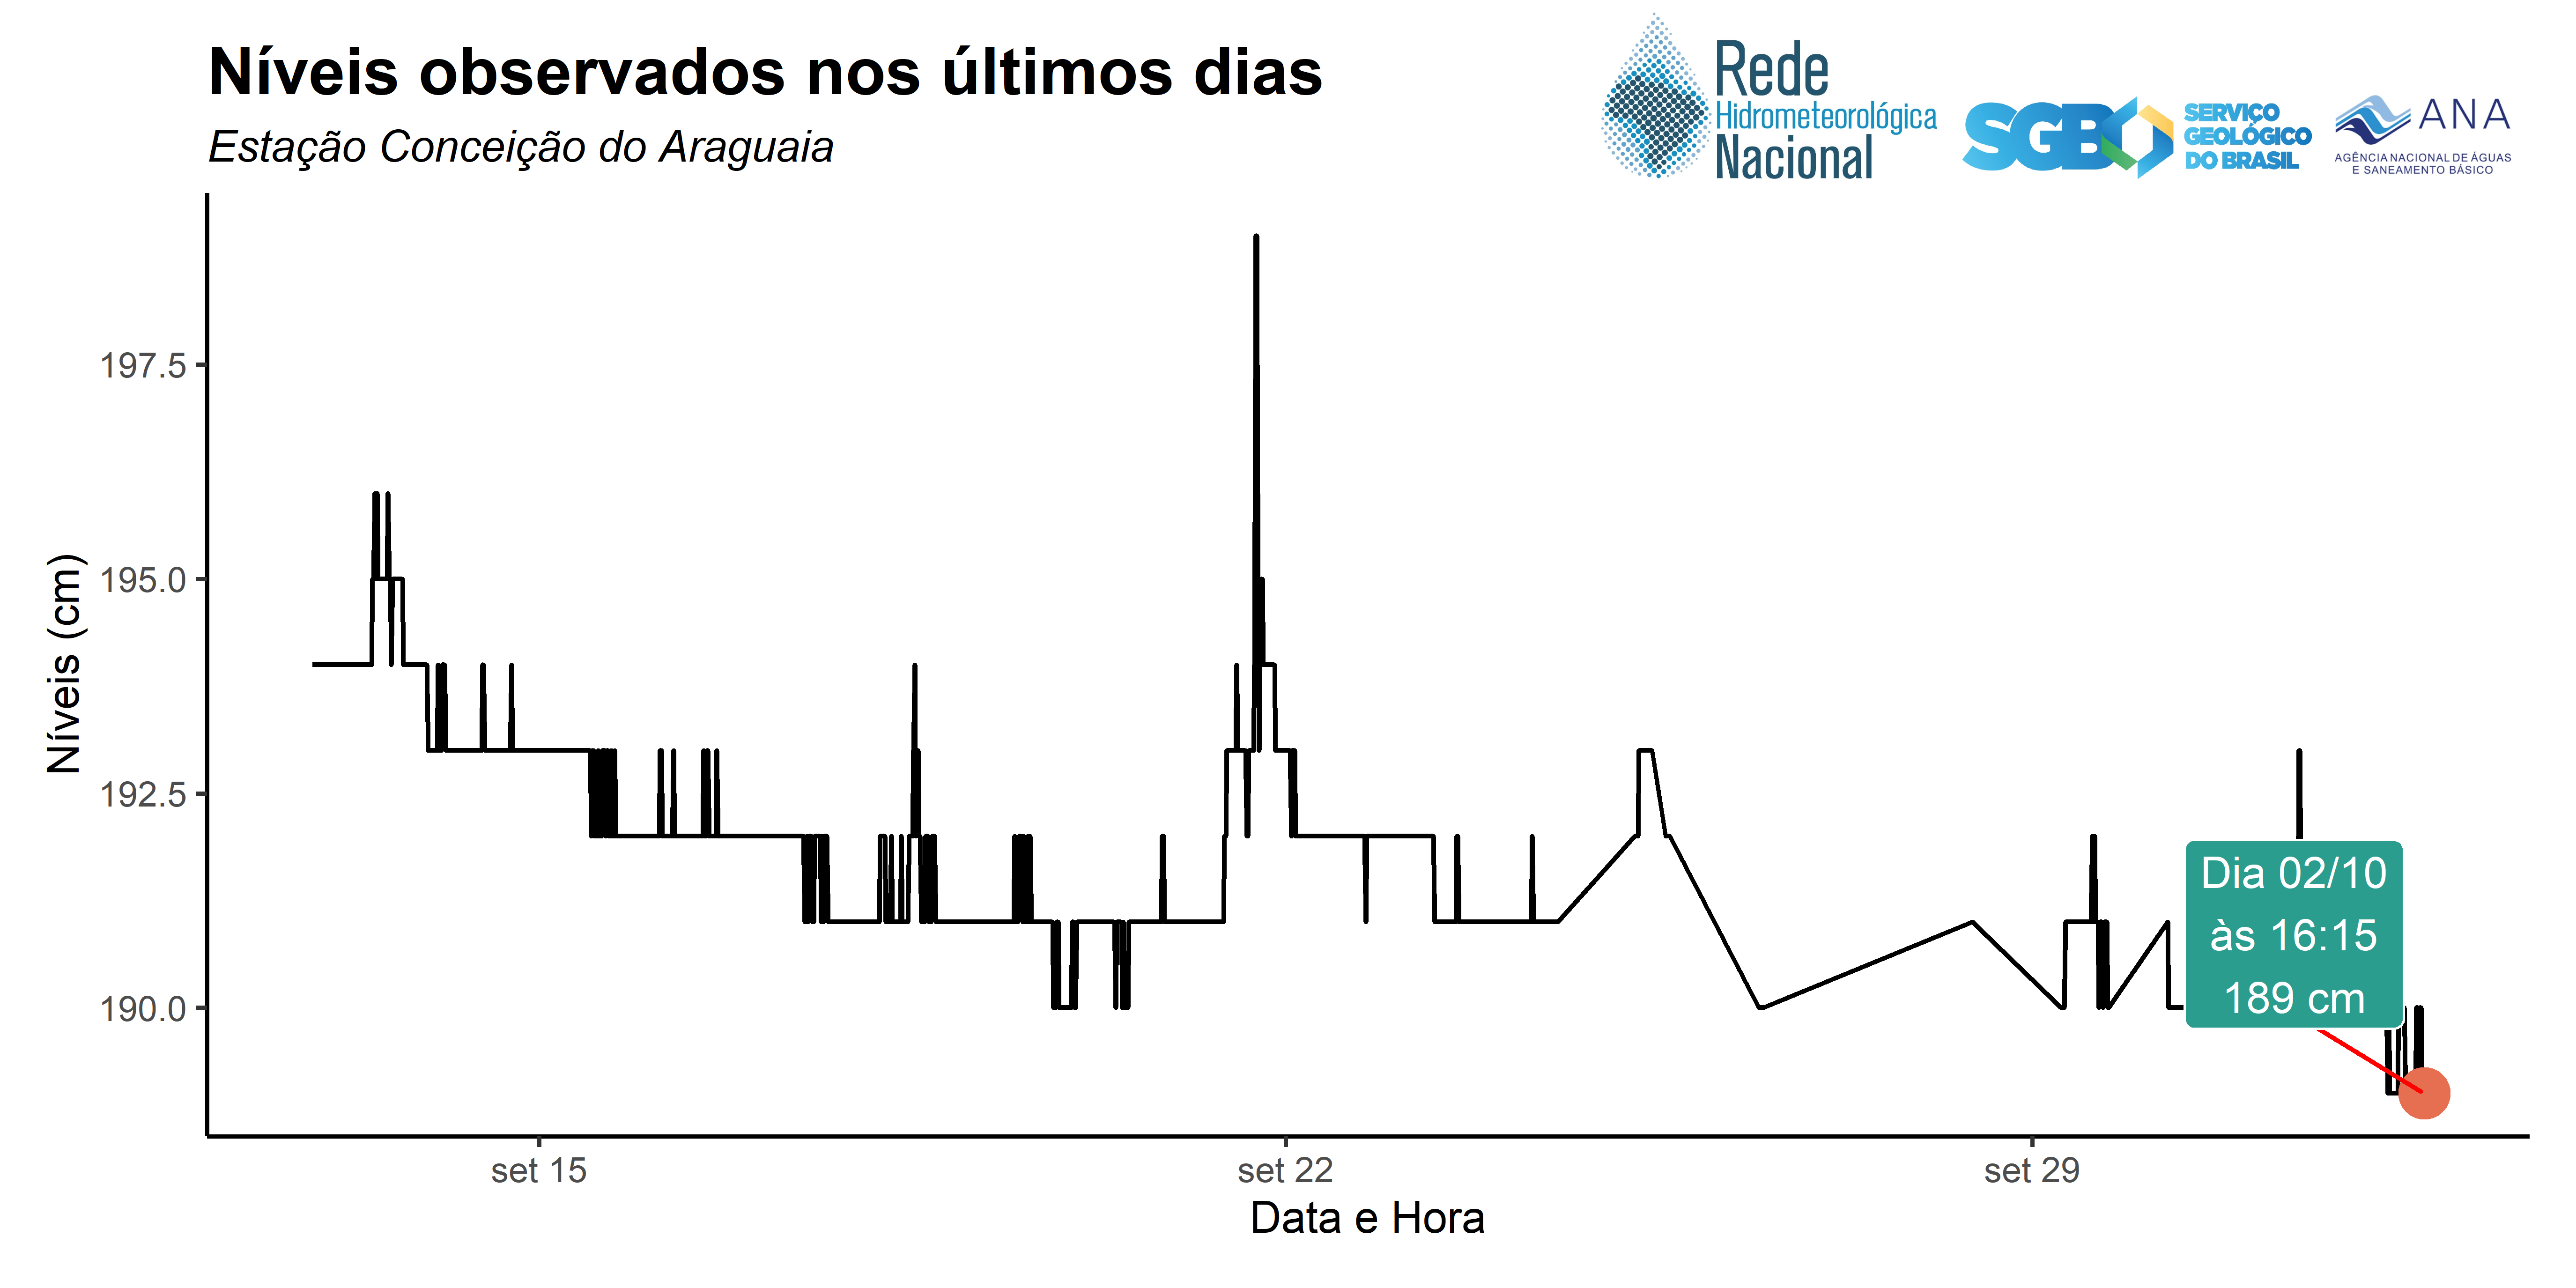 Níveis observados nos últimos dias
Estação Conceição do Araguaia
Rede
Hidrometeorológica
Nacional
SGB
SERVIÇO
GEOLÓGICO
DO BRASIL
ANA
AGÊNCIA NACIONAL DE ÁGUAS
E SANEAMENTO BÁSICO
Níveis (cm)
197.5
195.0
192.5
190.0
Dia 02/10
às 16:15
189 cm
set 15
set 22
set 29
Data e Hora